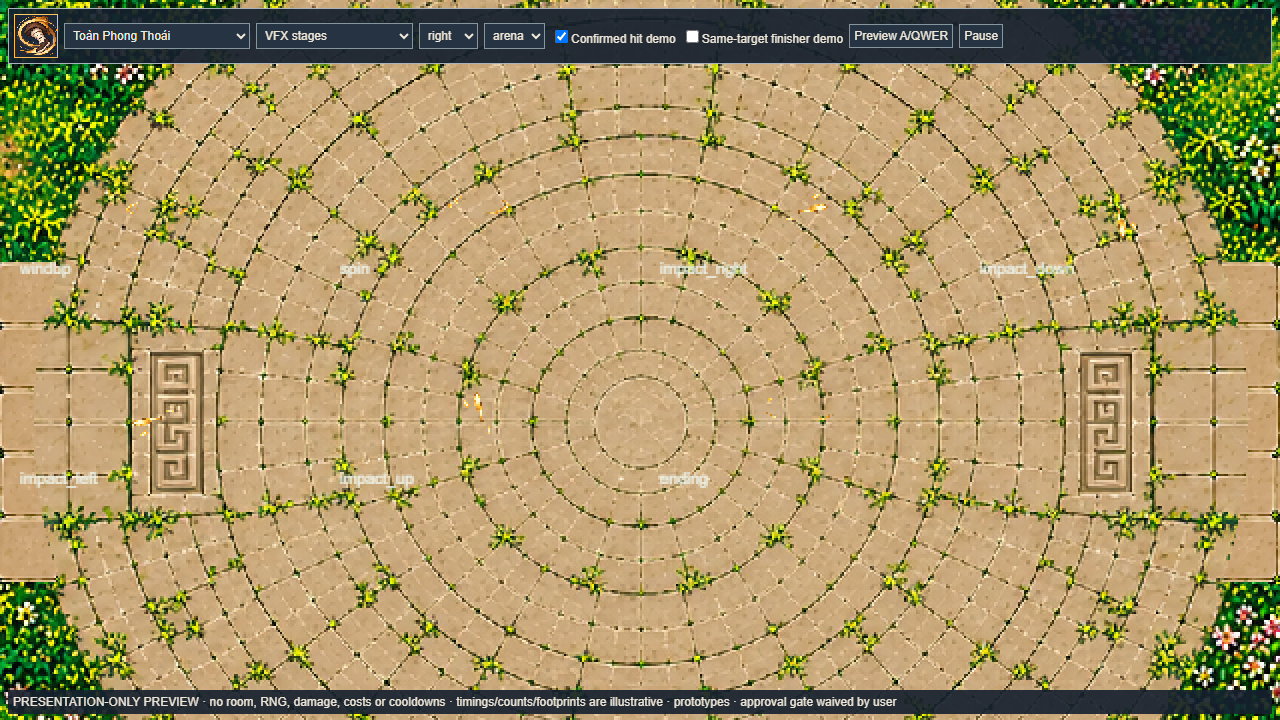 Toàn Phong Thoái VFX stages right arena Confirmed hit demo Same-target finisher demo Preview A/QWER Pause
windup spin impact_right impact_down
impact_left impact_up ending
PRESENTATION-ONLY PREVIEW · no room, RNG, damage, costs or cooldowns · timings/counts/footprints are illustrative · prototypes · approval gate waived by user